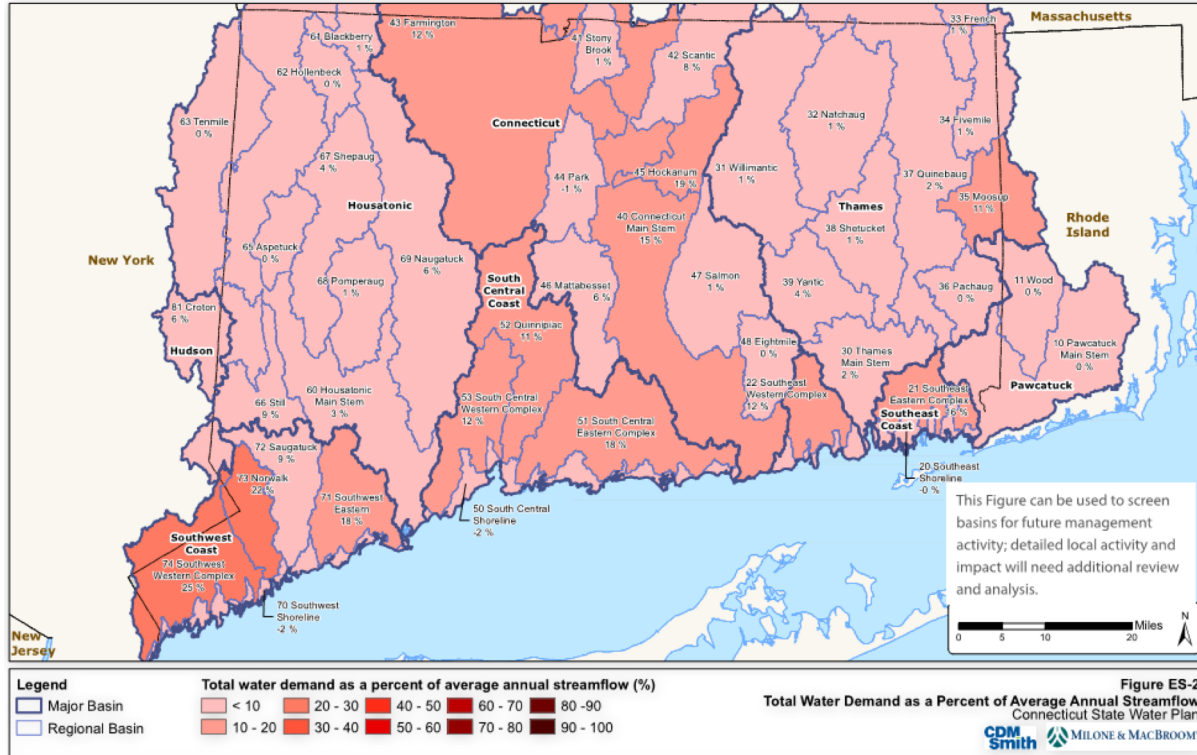 43 Farmington
12 %
61 Blackberry
1 %
41 Stony
Brook
1 %
42 Scantic
8 %
33 French
1 %
Massachusetts
62 Hollenbeck
0 %
63 Tenmile
0 %
Connecticut
32 Natchaug
1 %
34 Fivemile
1 %
67 Shepaug
4 %
44 Park
-1 %
45 Hockanum
19 %
31 Willimantic
1 %
37 Quinebaug
2 %
35 Moosup
11 %
Housatonic
Thames
Rhode
Island
40 Connecticut
Main Stem
15 %
38 Shetucket
1 %
New York
65 Aspetuck
0 %
68 Pomperaug
1 %
69 Naugatuck
6 %
South
Central
Coast
46 Mattabesset
6 %
47 Salmon
1 %
39 Yantic
4 %
36 Pachaug
0 %
11 Wood
0 %
81 Croton
6 %
Hudson
52 Quinnipiac
11 %
48 Eightmile
0 %
30 Thames
Main Stem
2 %
10 Pawcatuck
Main Stem
0 %
Pawcatuck
66 Still
9 %
60 Housatonic
Main Stem
3 %
53 South Central
Western Complex
12 %
22 Southeast
Western Complex
12 %
21 Southeast
Eastern Complex
16 %
Southeast
Coast
51 South Central
Eastern Complex
18 %
72 Saugatuck
9 %
73 Norwalk
22 %
71 Southwest
Eastern
18 %
20 Southeast
Shoreline
-0 %
50 South Central
Shoreline
-2 %
Southwest
Coast
74 Southwest
Western Complex
25 %
70 Southwest
Shoreline
-2 %
New
Jersey
This Figure can be used to screen
basins for future management
activity; detailed local activity and
impact will need additional review
and analysis.
N
0 5 10 20 Miles
Legend
Major Basin
Regional Basin
Total water demand as a percent of average annual streamflow (%)
< 10 20 - 30 40 - 50 60 - 70 80 -90
10 - 20 30 - 40 50 - 60 70 - 80 90 - 100
Figure ES-2
Total Water Demand as a Percent of Average Annual Streamflow
Connecticut State Water Plan
CDM
Smith
MILONE & MACBROOM